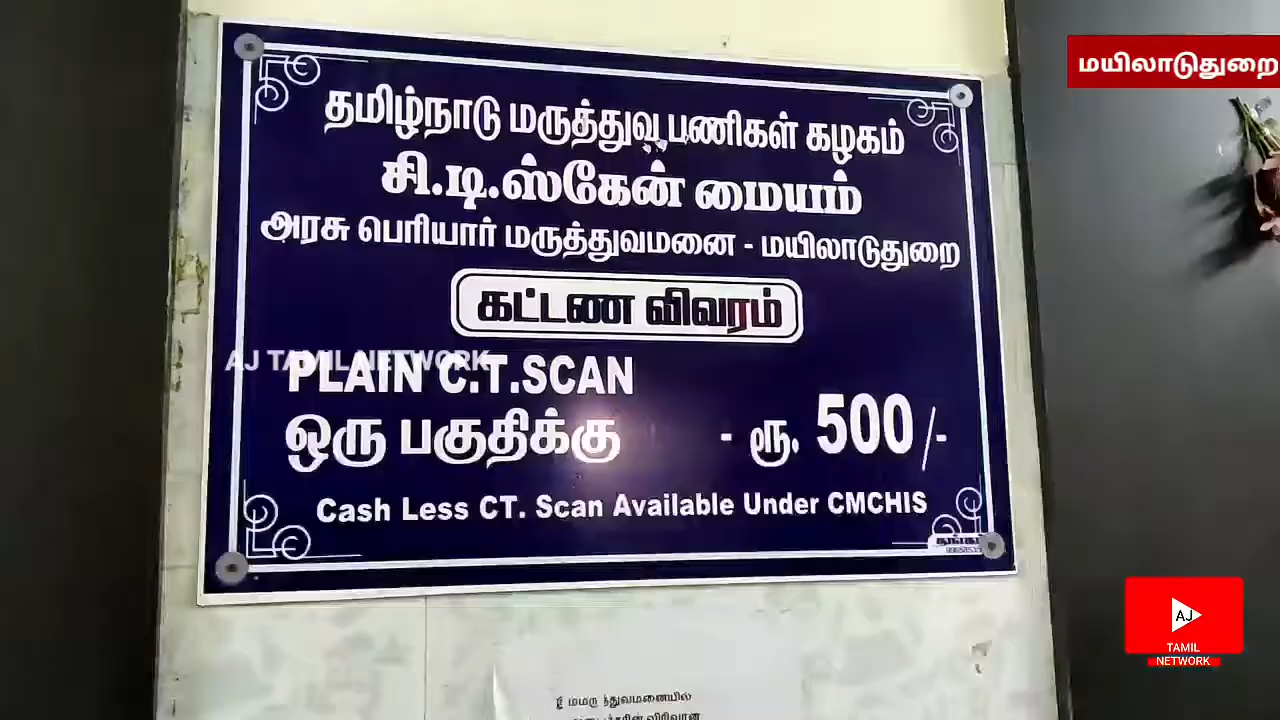 மயிலாடுதுறை
தமிழ்நாடு மருத்துவ பணிகள் கழகம்
சி.டி.ஸ்கேன் மையம்
அரசு பெரியார் மருத்துவமனை - மயிலாடுதுறை
கட்டண விவரம்
AJ TAMIL NETWORK
PLAIN C.T.SCAN
ஒரு பகுதிக்கு - ரூ. 500/-
Cash Less CT. Scan Available Under CMCHIS
AJ
TAMIL
NETWORK